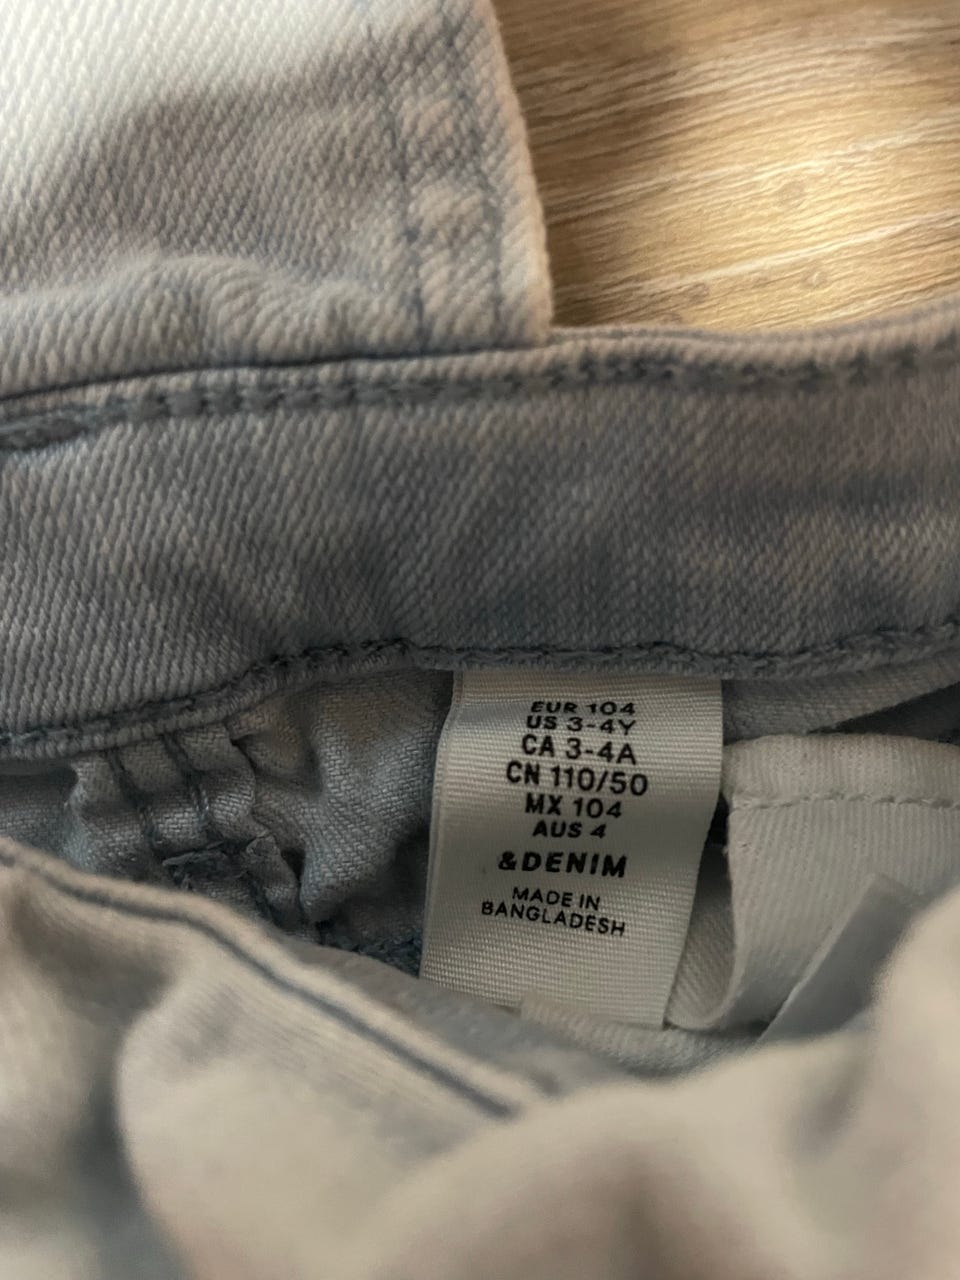 EUR 104
US 3-4Y
CA 3-4A
CN 110/50
MX 104
AUS 4
&DENIM
MADE IN
BANGLADESH